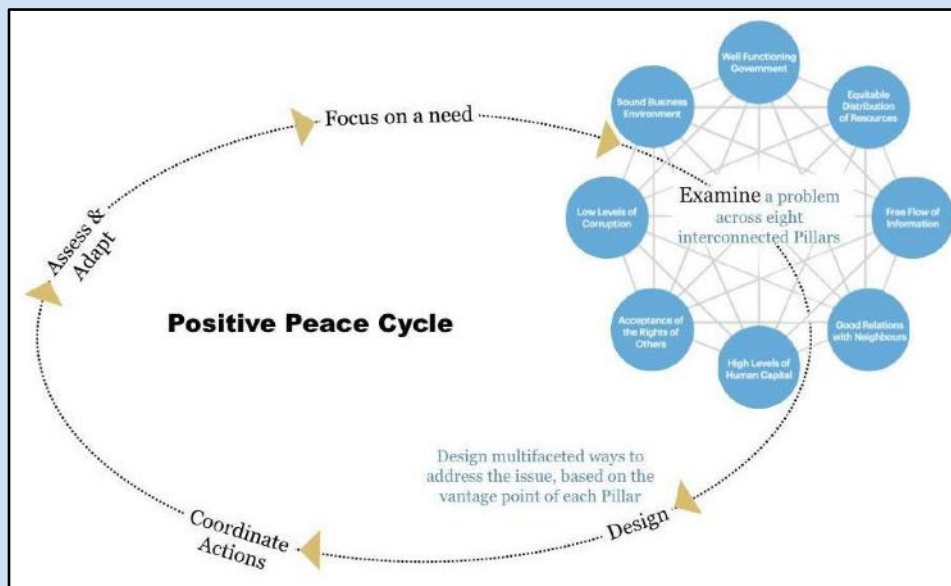 Focus on a need
Well Functioning
Government
Sound Business
Environment
Equitable
Distribution
of Resources
Examine a problem
across eight
interconnected Pillars
Low Levels of
Corruption
Free Flow of
Information
Acceptance of
the Rights of
Others
Good Relations
with Neighbours
High Levels of
Human Capital
Assess &
Adapt
Positive Peace Cycle
Design multifaceted ways to
address the issue, based on the
vantage point of each Pillar
Design
Coordinate
Actions